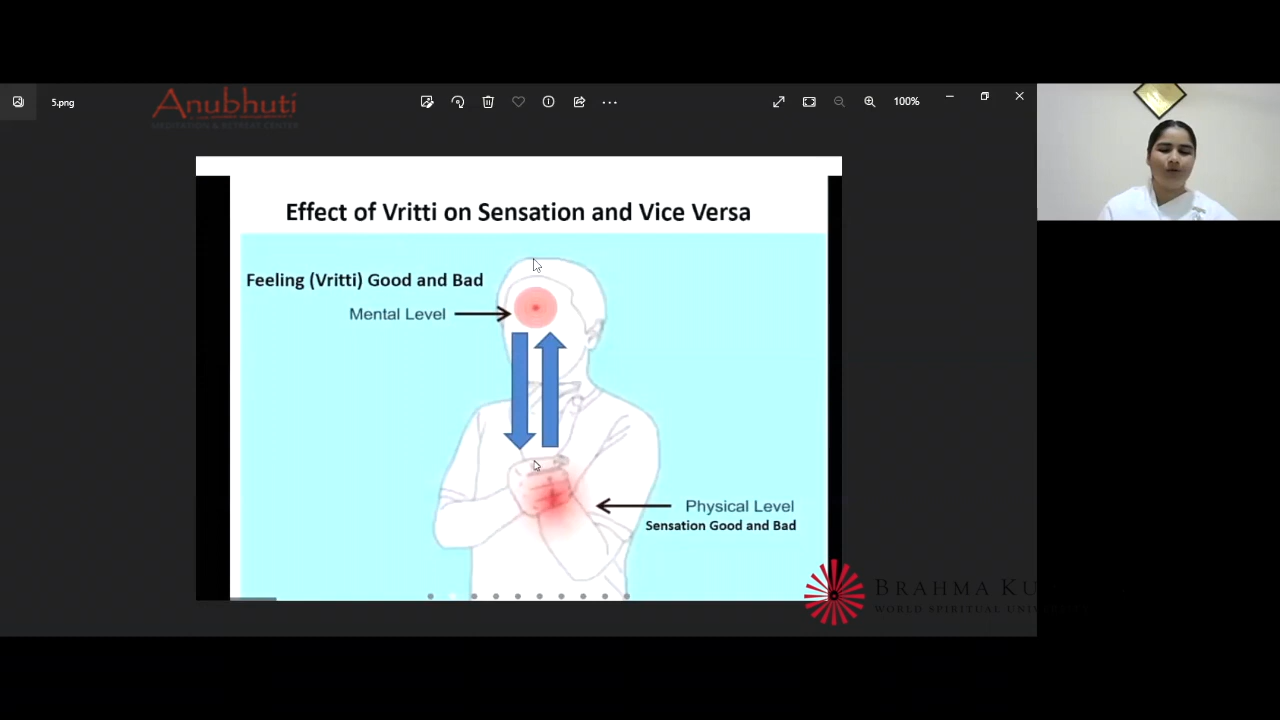 Anubhuti
MEDITATION & RETREAT CENTER
5.png
100%
Effect of Vritti on Sensation and Vice Versa
Feeling (Vritti) Good and Bad
Mental Level
Physical Level
Sensation Good and Bad
BRAHMA KU
WORLD SPIRITUAL UNI